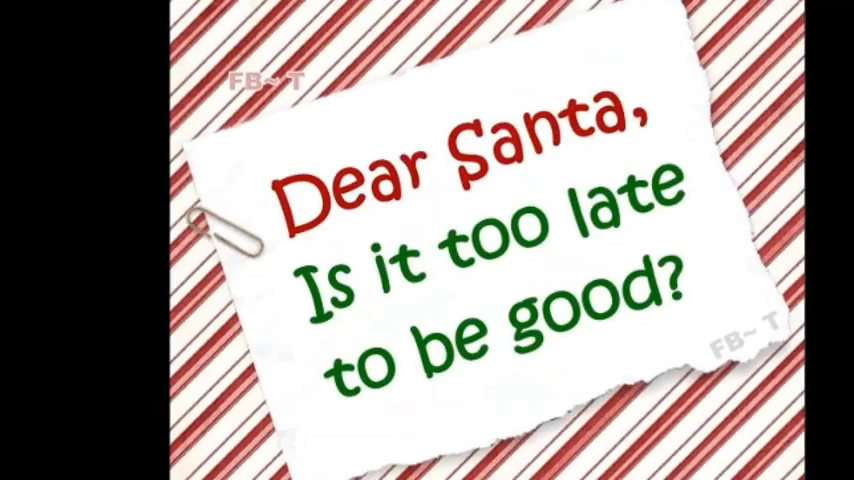 FB~ T
Dear Santa,
Is it too late
to be good?
FB~ T